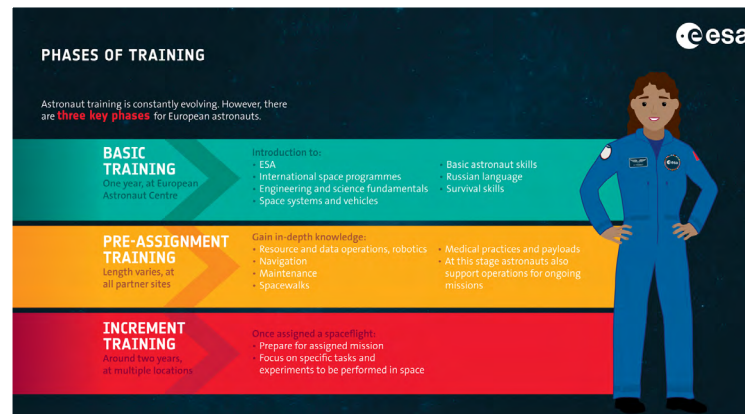 esa
PHASES OF TRAINING
Astronaut training is constantly evolving. However, there
are three key phases for European astronauts.
BASIC
TRAINING
One year, at European
Astronaut Centre
Introduction to:
• ESA
• International space programmes
• Engineering and science fundamentals
• Space systems and vehicles
• Basic astronaut skills
• Russian language
• Survival skills
PRE-ASSIGNMENT
TRAINING
Length varies, at
all partner sites
Gain in-depth knowledge:
• Resource and data operations, robotics
• Navigation
• Maintenance
• Spacewalks
• Medical practices and payloads
• At this stage astronauts also
support operations for ongoing
missions
INCREMENT
TRAINING
Around two years,
at multiple locations
Once assigned a spaceflight:
• Prepare for assigned mission
• Focus on specific tasks and
experiments to be performed in space